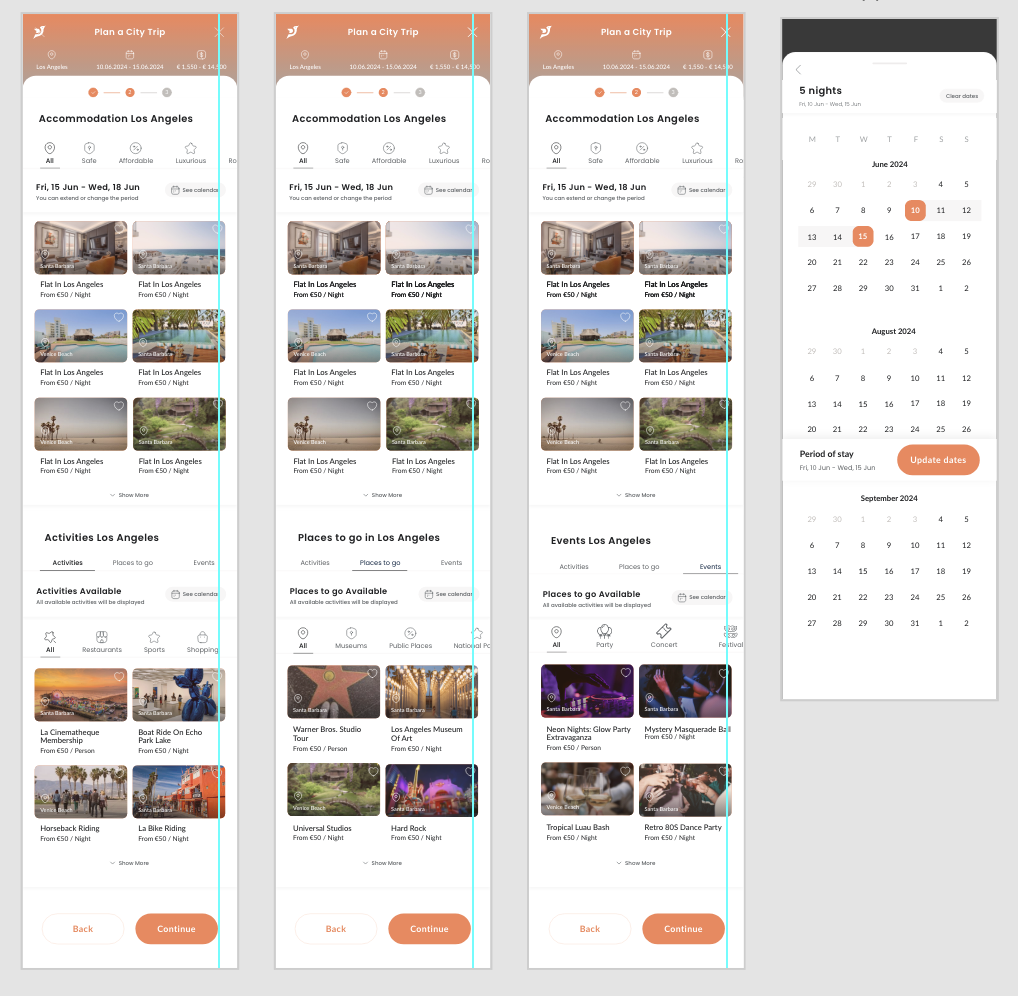 Plan a City Trip
Los Angeles
10.06.2024 - 15.06.2024
€ 1,550 - € 14,500
2
3
Accommodation Los Angeles
All
Safe
Affordable
Luxurious
Ro
Fri, 15 Jun - Wed, 18 Jun
See calendar
You can extend or change the period
Santa Barbara
Santa Barbara
Flat In Los Angeles
Flat In Los Angeles
From €50 / Night
From €50 / Night
Venice Beach
Santa Barbara
Flat In Los Angeles
Flat In Los Angeles
From €50 / Night
From €50 / Night
Venice Beach
Santa Barbara
Flat In Los Angeles
Flat In Los Angeles
From €50 / Night
From €50 / Night
Show More
Activities Los Angeles
Activities
Places to go
Events
Activities Available
See calendar
All available activities will be displayed
All
Restaurants
Sports
Shopping
Santa Barbara
Santa Barbara
La Cinematheque
Membership
From €50 / Person
Boat Ride On Echo
Park Lake
From €50 / Night
Venice Beach
Santa Barbara
Horseback Riding
La Bike Riding
From €50 / Night
From €50 / Night
Show More
Back
Continue
Plan a City Trip
Los Angeles
10.06.2024 - 15.06.2024
€ 1,550 - € 14,500
2
3
Accommodation Los Angeles
All
Safe
Affordable
Luxurious
Ro
Fri, 15 Jun - Wed, 18 Jun
See calendar
You can extend or change the period
Santa Barbara
Santa Barbara
Flat In Los Angeles
Flat In Los Angeles
From €50 / Night
From €50 / Night
Venice Beach
Santa Barbara
Flat In Los Angeles
Flat In Los Angeles
From €50 / Night
From €50 / Night
Venice Beach
Santa Barbara
Flat In Los Angeles
Flat In Los Angeles
From €50 / Night
From €50 / Night
Show More
Places to go in Los Angeles
Activities
Places to go
Events
Places to go Available
See calendar
All available activities will be displayed
All
Museums
Public Places
National Pa
Santa Barbara
Santa Barbara
Warner Bros. Studio
Tour
From €50 / Person
Los Angeles Museum
Of Art
From €50 / Night
Venice Beach
Santa Barbara
Universal Studios
Hard Rock
From €50 / Night
From €50 / Night
Show More
Back
Continue
Plan a City Trip
Los Angeles
10.06.2024 - 15.06.2024
€ 1,550 - € 14,500
2
3
Accommodation Los Angeles
All
Safe
Affordable
Luxurious
Ro
Fri, 15 Jun - Wed, 18 Jun
See calendar
You can extend or change the period
Santa Barbara
Santa Barbara
Flat In Los Angeles
Flat In Los Angeles
From €50 / Night
From €50 / Night
Venice Beach
Santa Barbara
Flat In Los Angeles
Flat In Los Angeles
From €50 / Night
From €50 / Night
Venice Beach
Santa Barbara
Flat In Los Angeles
Flat In Los Angeles
From €50 / Night
From €50 / Night
Show More
Events Los Angeles
Activities
Places to go
Events
Places to go Available
See calendar
All available activities will be displayed
All
Party
Concert
Festival
Santa Barbara
Santa Barbara
Neon Nights: Glow Party
Extravaganza
From €50 / Person
Mystery Masquerade Ball
From €50 / Night
Venice Beach
Santa Barbara
Tropical Luau Bash
Retro 80S Dance Party
From €50 / Night
From €50 / Night
Show More
Back
Continue
5 nights
Fri, 10 Jun - Wed, 15 Jun
Clear dates
M T W T F S S
June 2024
29 30 1 2 3 4 5
6 7 8 9 10 11 12
13 14 15 16 17 18 19
20 21 22 23 24 25 26
27 28 29 30 31 1 2
August 2024
29 30 1 2 3 4 5
6 7 8 9 10 11 12
13 14 15 16 17 18 19
20 21 22 23 24 25 26
Period of stay
Fri, 10 Jun - Wed, 15 Jun
Update dates
September 2024
29 30 1 2 3 4 5
6 7 8 9 10 11 12
13 14 15 16 17 18 19
20 21 22 23 24 25 26
27 28 29 30 31 1 2